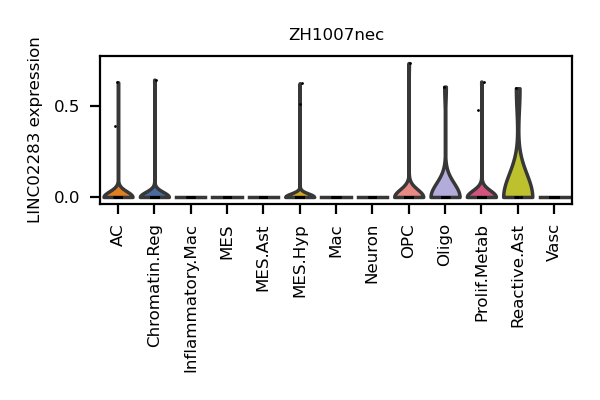 ZH1007nec
LINC02283 expression
0.5
0.0
AC
Chromatin.Reg
Inflammatory.Mac
MES
MES.Ast
MES.Hyp
Mac
Neuron
OPC
Oligo
Prolif.Metab
Reactive.Ast
Vasc